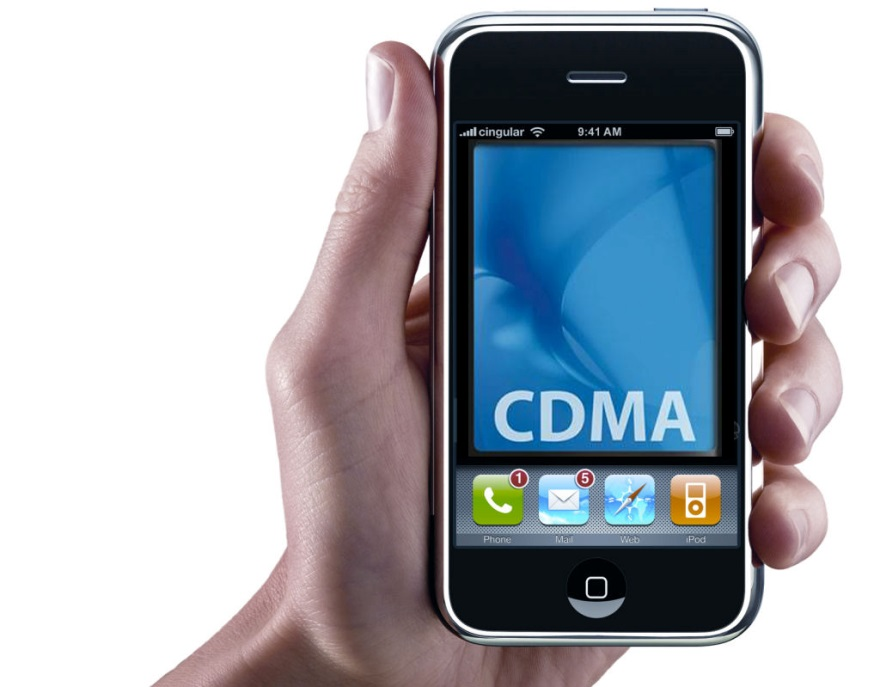 cingular 9:41 AM
CDMA
1 5
Phone Mail Web iPod